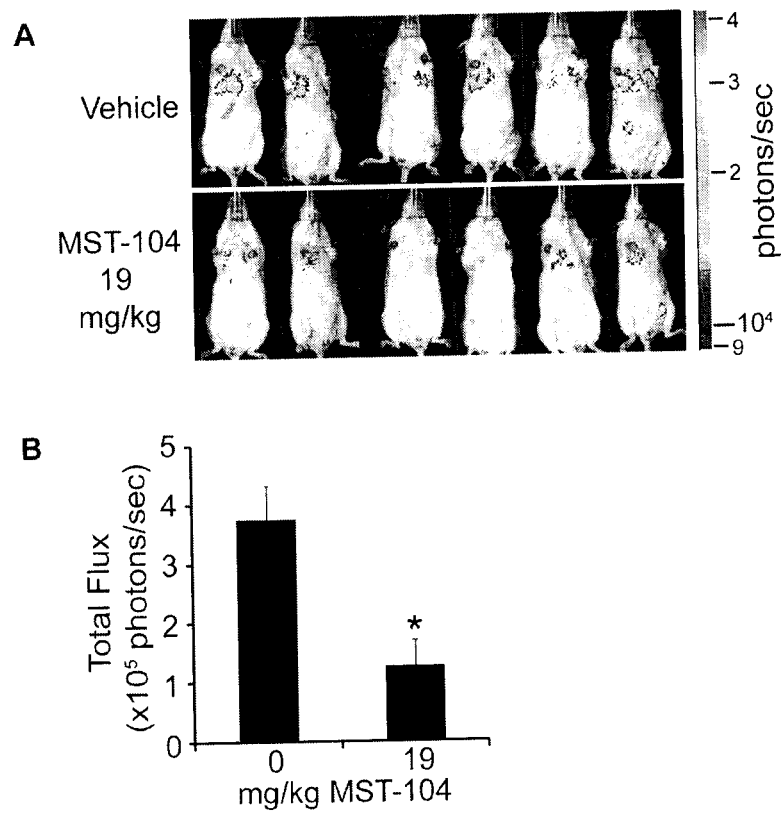 A
Vehicle
MST-104
19
mg/kg
4
3
2
10⁴
9
photons/sec
B
Total Flux
(x10⁵ photons/sec)
5
4
3
2
1
0
*
0
19
mg/kg MST-104